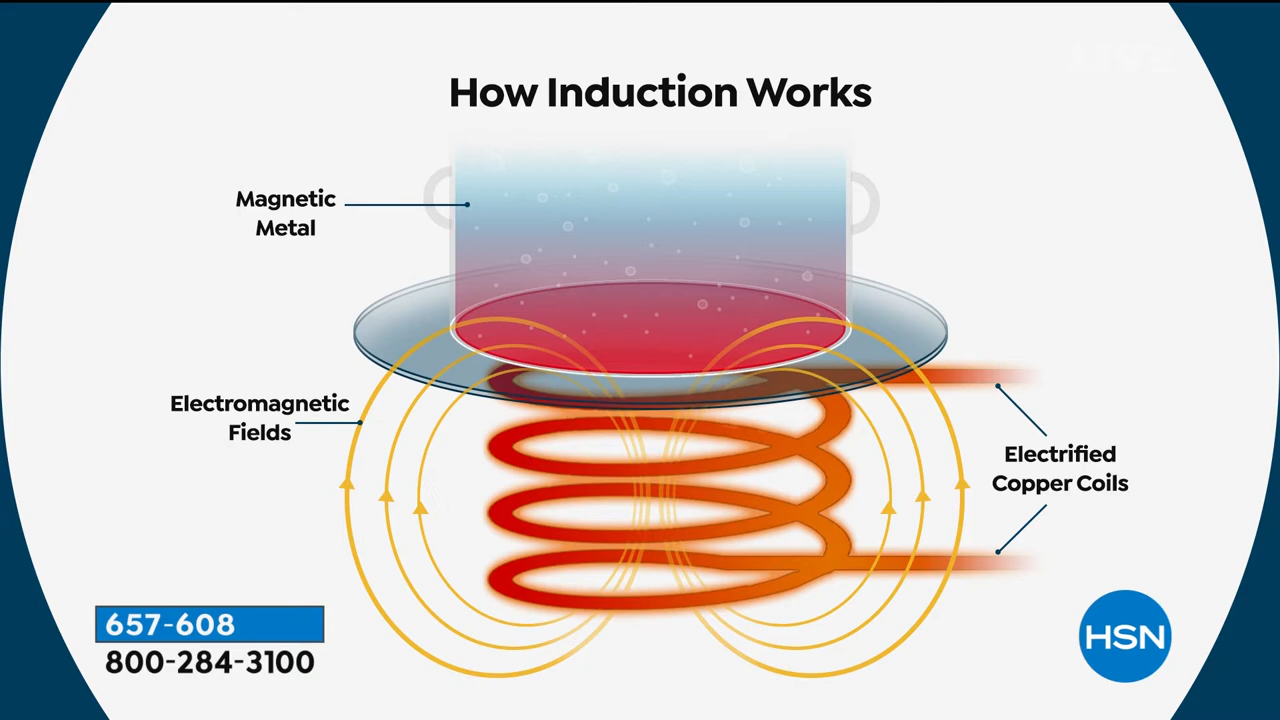 How Induction Works
Magnetic
Metal
Electromagnetic
Fields
Electrified
Copper Coils
657-608
800-284-3100
HSN